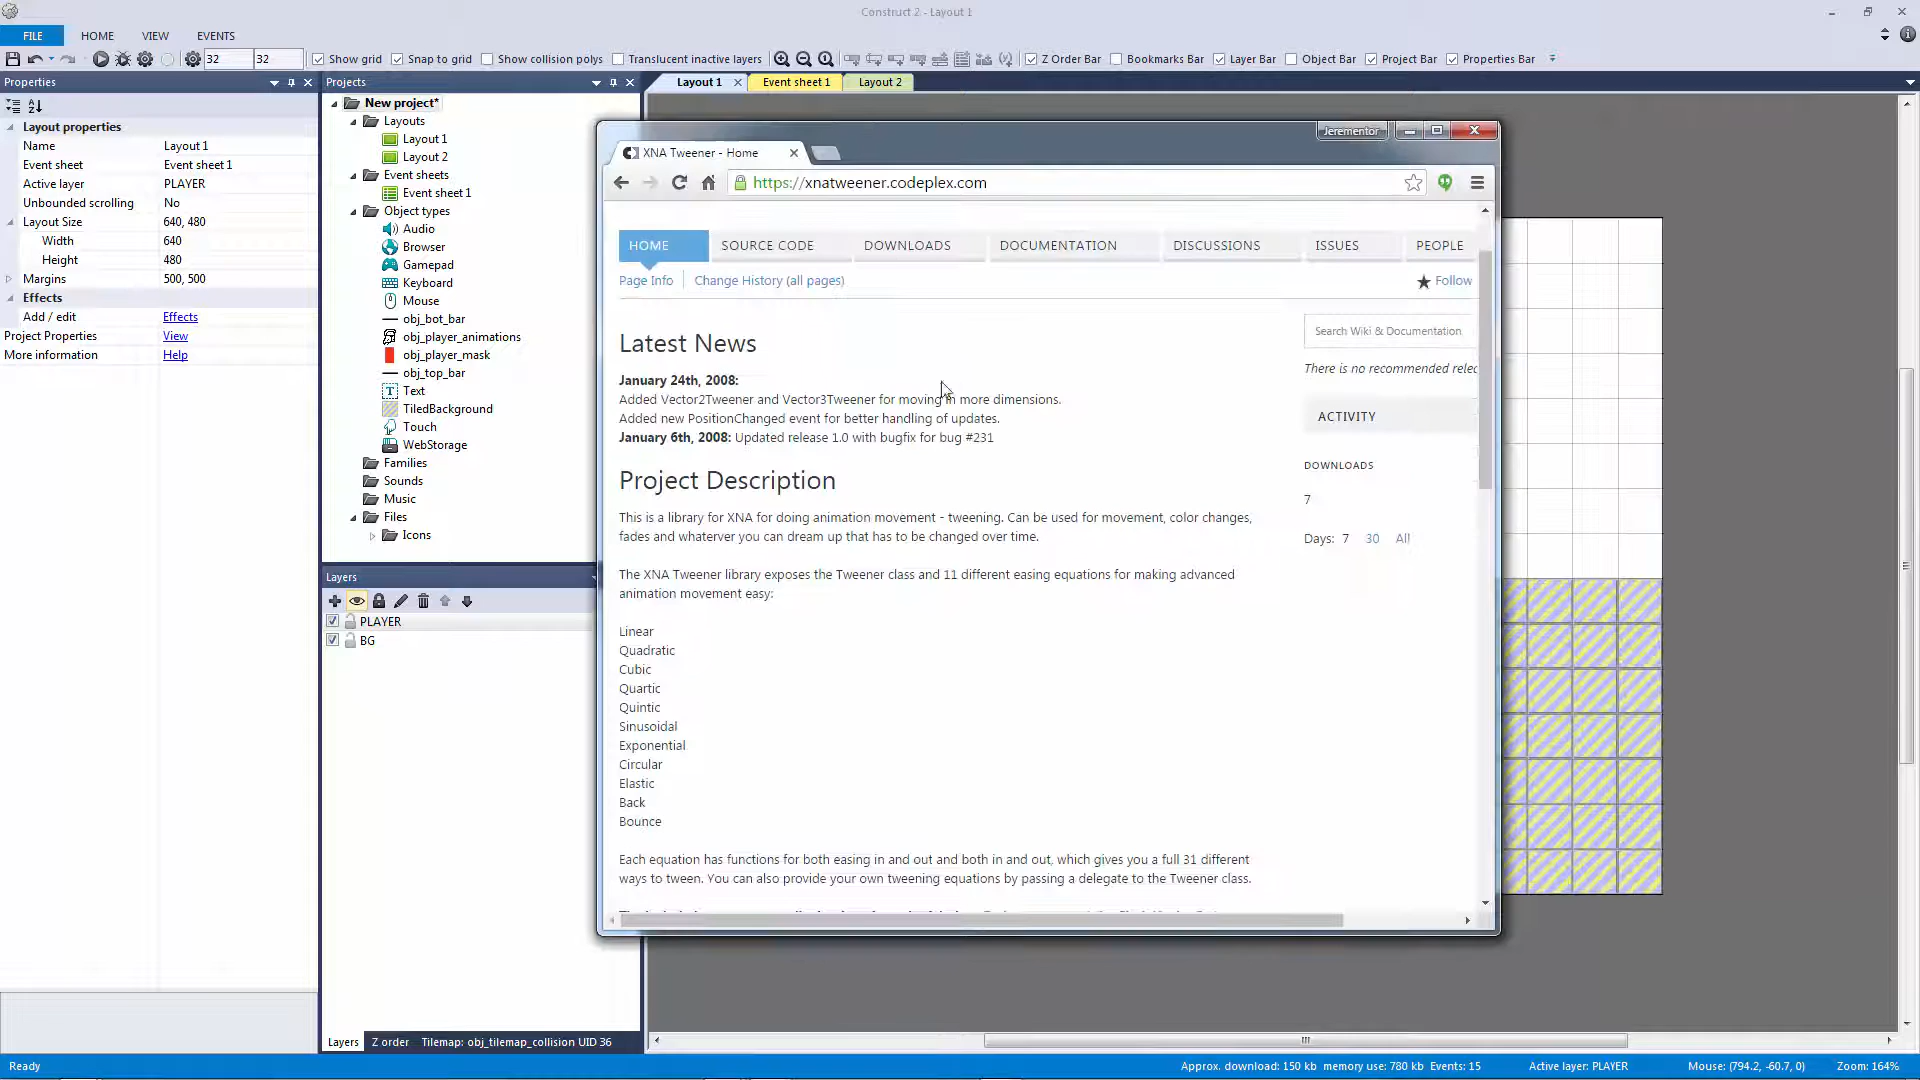 Construct 2 - Layout 1
FILE HOME VIEW EVENTS
32 32 Show grid Snap to grid Show collision polys Translucent inactive layers Z Order Bar Bookmarks Bar Layer Bar Object Bar Project Bar Properties Bar
Properties
Layout properties
Name Layout 1
Event sheet Event sheet 1
Active layer PLAYER
Unbounded scrolling No
Layout Size 640, 480
Width 640
Height 480
Margins 500, 500
Effects
Add / edit Effects
Project Properties View
More information Help
Projects
New project*
Layouts
Layout 1
Layout 2
Event sheets
Event sheet 1
Object types
Audio
Browser
Gamepad
Keyboard
Mouse
obj_bot_bar
obj_player_animations
obj_player_mask
obj_top_bar
Text
TiledBackground
Touch
WebStorage
Families
Sounds
Music
Files
Icons
Layers
PLAYER
BG
Layers Z order Tilemap: obj_tilemap_collision UID 36
Layout 1 Event sheet 1 Layout 2
Jerementor
XNA Tweener - Home
https://xnatweener.codeplex.com
HOME SOURCE CODE DOWNLOADS DOCUMENTATION DISCUSSIONS ISSUES PEOPLE
Page Info Change History (all pages) Follow
Latest News
January 24th, 2008:
Added Vector2Tweener and Vector3Tweener for moving in more dimensions.
Added new PositionChanged event for better handling of updates.
January 6th, 2008: Updated release 1.0 with bugfix for bug #231
Project Description
This is a library for XNA for doing animation movement - tweening. Can be used for movement, color changes,
fades and whatever you can dream up that has to be changed over time.
The XNA Tweener library exposes the Tweener class and 11 different easing equations for making advanced
animation movement easy:
Linear
Quadratic
Cubic
Quartic
Quintic
Sinusoidal
Exponential
Circular
Elastic
Back
Bounce
Each equation has functions for both easing in and out and both in and out, which gives you a full 31 different
ways to tween. You can also provide your own tweening equations by passing a delegate to the Tweener class.
Search Wiki & Documentation
There is no recommended relea
ACTIVITY
DOWNLOADS
7
Days: 7 30 All
Ready Approx. download: 150 kb memory use: 780 kb Events: 15 Active layer: PLAYER Mouse: (794.2, -60.7, 0) Zoom: 164%